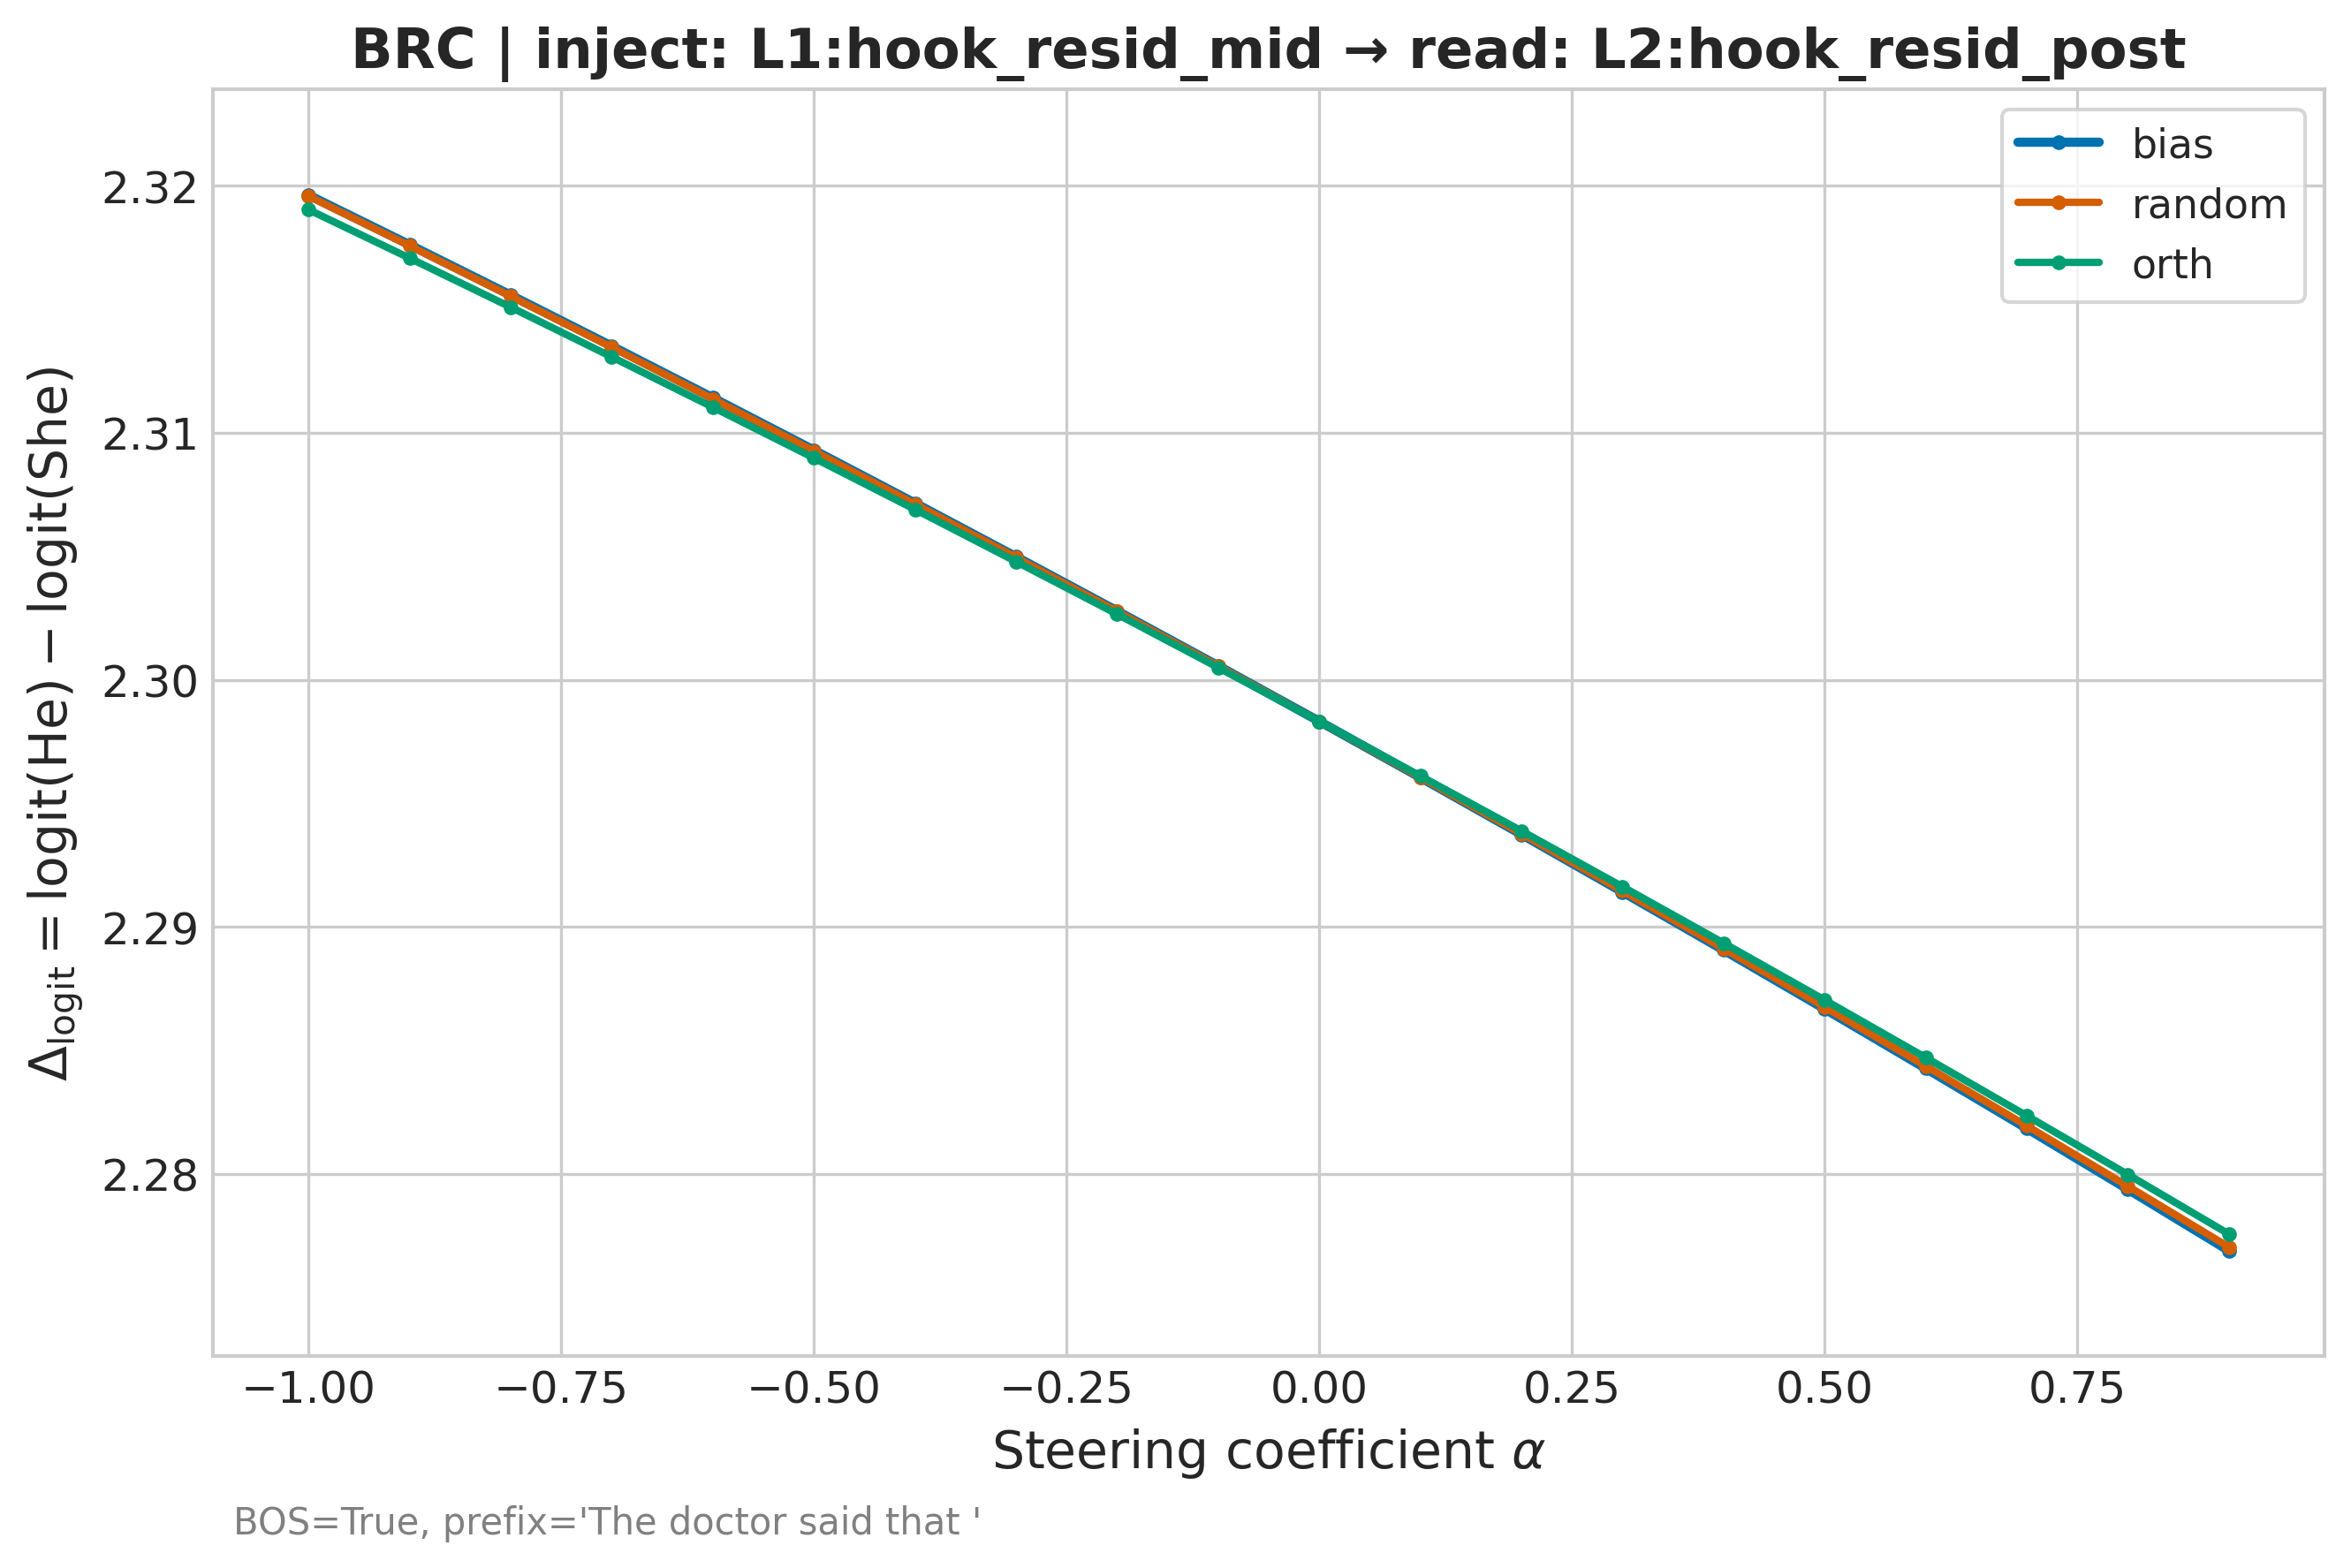 BRC | inject: L1:hook_resid_mid → read: L2:hook_resid_post
bias
random
orth
2.32
2.31
2.30
2.29
2.28
Δlogit = logit(He) − logit(She)
−1.00 −0.75 −0.50 −0.25 0.00 0.25 0.50 0.75
Steering coefficient α
BOS=True, prefix='The doctor said that '